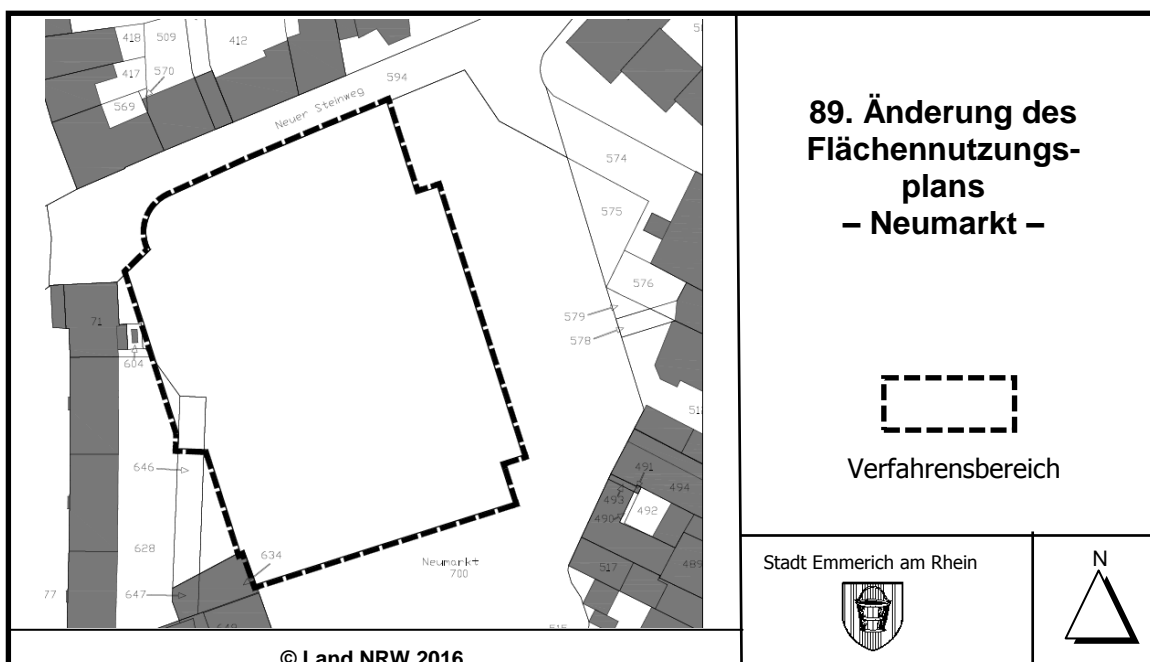 418
509
412
417
570
569
594
Neuer Steinweg
574
575
576
579
578
71
604
646
491
494
493
492
490
628
634
Neumarkt
700
517
489
77
647
89. Änderung des
Flächennutzungs-
plans
– Neumarkt –
Verfahrensbereich
Stadt Emmerich am Rhein
N
© Land NRW 2016